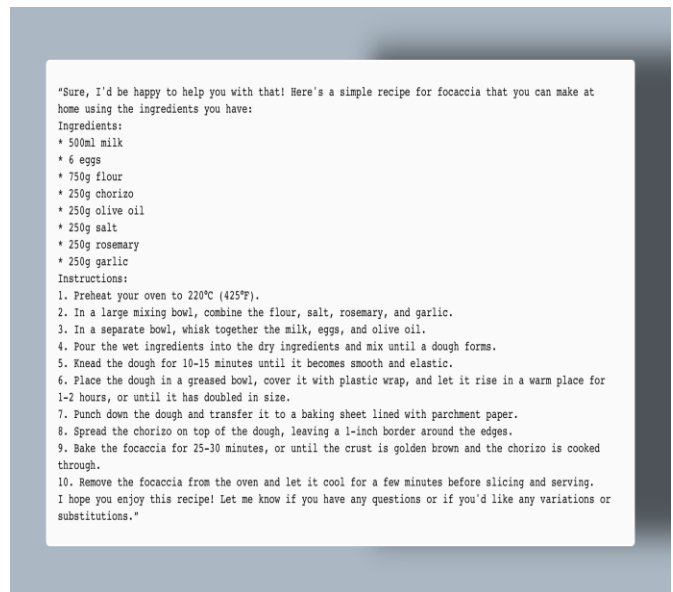 "Sure, I'd be happy to help you with that! Here's a simple recipe for focaccia that you can make at
home using the ingredients you have:
Ingredients:
* 500ml milk
* 6 eggs
* 750g flour
* 250g chorizo
* 250g olive oil
* 250g salt
* 250g rosemary
* 250g garlic
Instructions:
1. Preheat your oven to 220°C (425°F).
2. In a large mixing bowl, combine the flour, salt, rosemary, and garlic.
3. In a separate bowl, whisk together the milk, eggs, and olive oil.
4. Pour the wet ingredients into the dry ingredients and mix until a dough forms.
5. Knead the dough for 10-15 minutes until it becomes smooth and elastic.
6. Place the dough in a greased bowl, cover it with plastic wrap, and let it rise in a warm place for
1-2 hours, or until it has doubled in size.
7. Punch down the dough and transfer it to a baking sheet lined with parchment paper.
8. Spread the chorizo on top of the dough, leaving a 1-inch border around the edges.
9. Bake the focaccia for 25-30 minutes, or until the crust is golden brown and the chorizo is cooked
through.
10. Remove the focaccia from the oven and let it cool for a few minutes before slicing and serving.
I hope you enjoy this recipe! Let me know if you have any questions or if you'd like any variations or
substitutions."